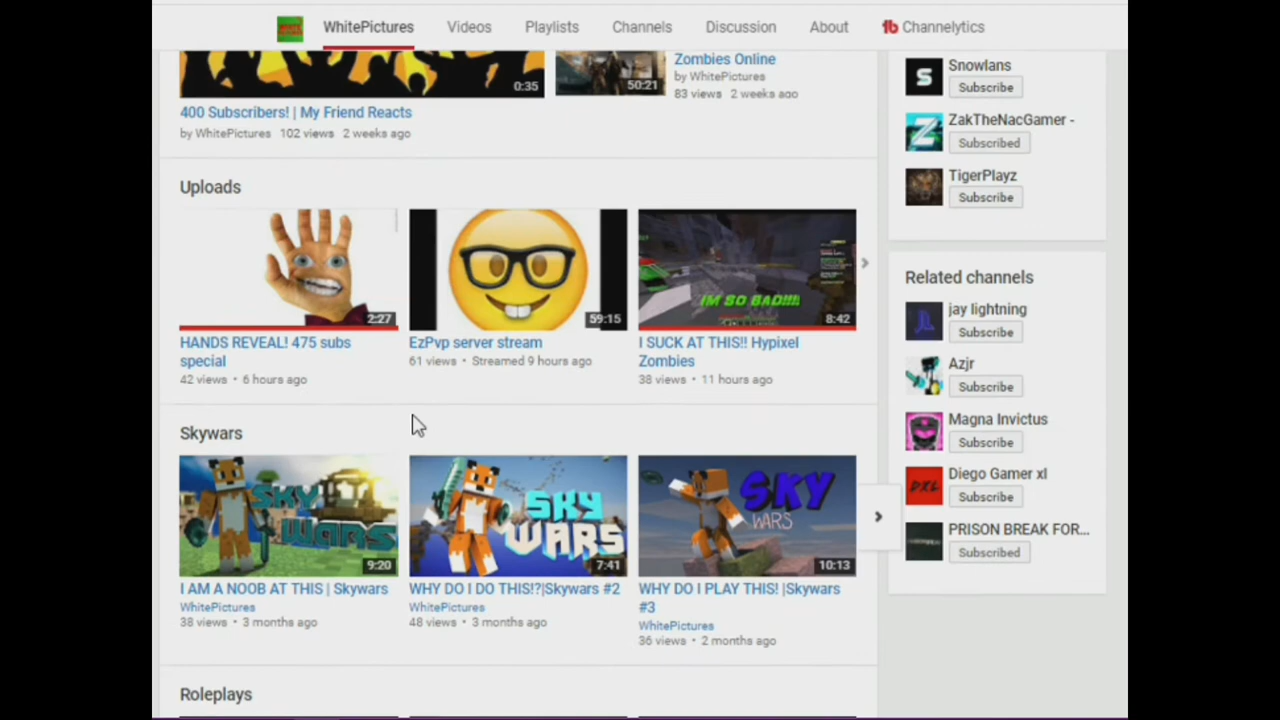 WhitePictures Videos Playlists Channels Discussion About Channelytics
0:35
400 Subscribers! | My Friend Reacts
by WhitePictures 102 views 2 weeks ago
50:21
Zombies Online
by WhitePictures
83 views 2 weeks ago
Uploads
2:27
HANDS REVEAL! 475 subs
special
42 views • 6 hours ago
59:15
EzPvp server stream
61 views • Streamed 9 hours ago
IM SO BAD!!!!
8:42
I SUCK AT THIS!! Hypixel
Zombies
38 views • 11 hours ago
Skywars
SKY
WARS
9:20
I AM A NOOB AT THIS | Skywars
WhitePictures
38 views • 3 months ago
SKY
WARS
7:41
WHY DO I DO THIS!?|Skywars #2
WhitePictures
48 views • 3 months ago
SKY
WARS
10:13
WHY DO I PLAY THIS! |Skywars
#3
WhitePictures
36 views • 2 months ago
Roleplays
S
Snowlans
Subscribe
Z
ZakTheNacGamer -
Subscribed
TigerPlayz
Subscribe
Related channels
jay lightning
Subscribe
Azjr
Subscribe
Magna Invictus
Subscribe
DXL
Diego Gamer xl
Subscribe
PRISON BREAK FOR...
Subscribed